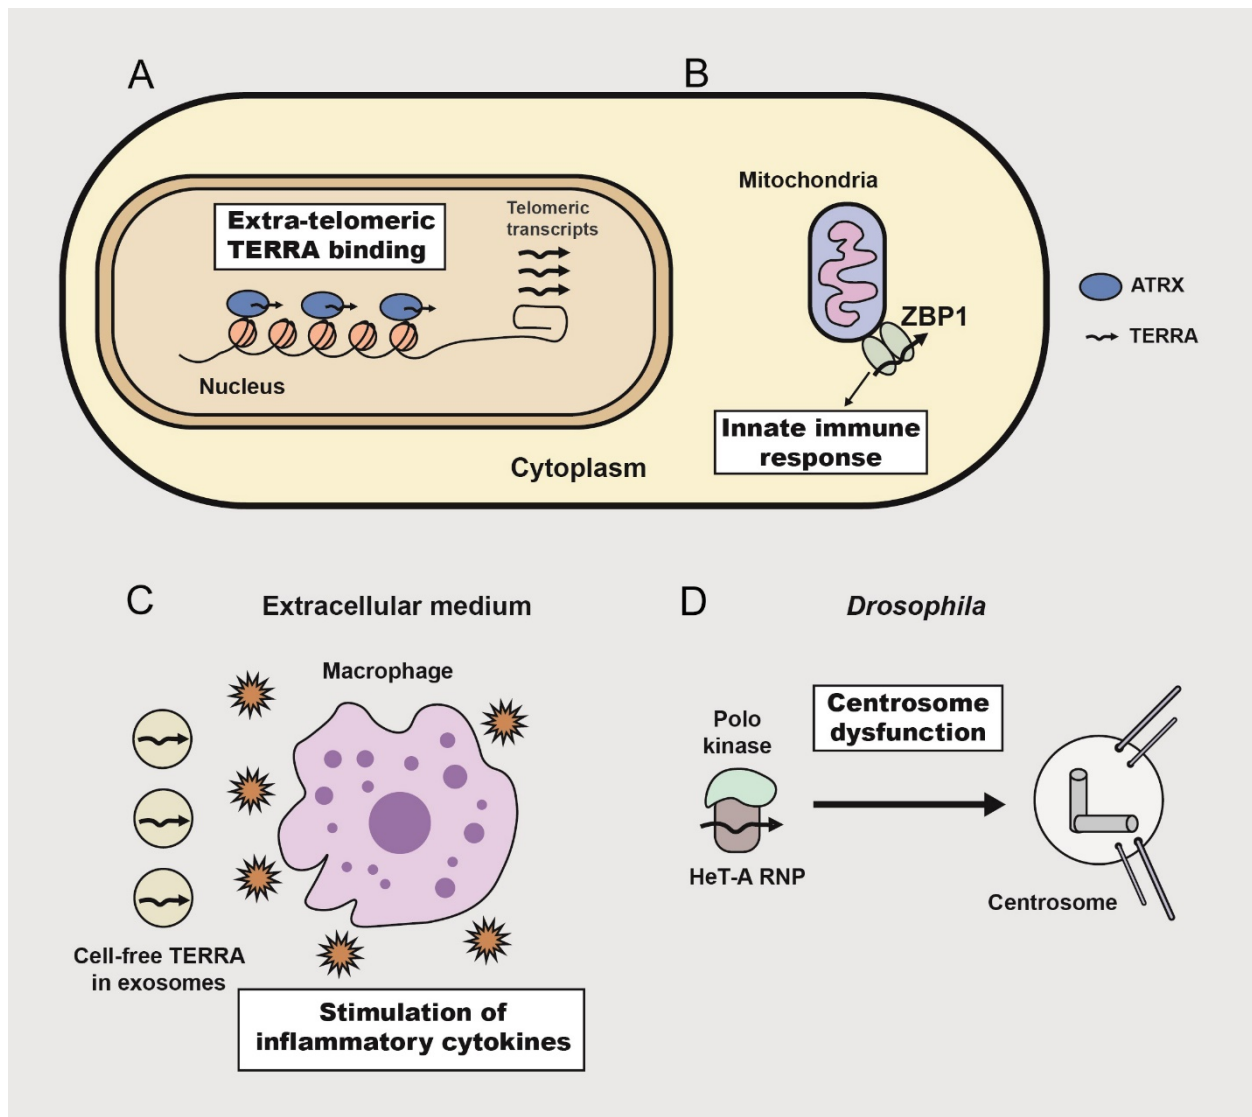 A
B
Extra-telomeric
TERRA binding
Telomeric
transcripts
Nucleus
Mitochondria
ZBP1
Innate immune
response
Cytoplasm
ATRX
TERRA
C
Extracellular medium
Macrophage
Cell-free TERRA
in exosomes
Stimulation of
inflammatory cytokines
D
Drosophila
Polo
kinase
Centrosome
dysfunction
HeT-A RNP
Centrosome